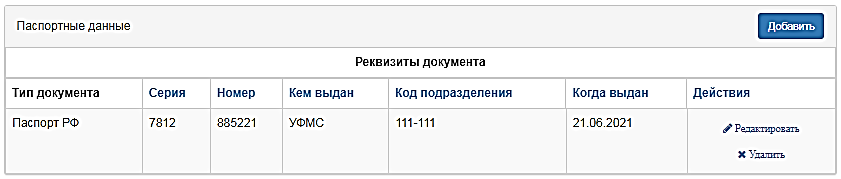 Паспортные данные Добавить
Реквизиты документа
Тип документа Серия Номер Кем выдан Код подразделения Когда выдан Действия
Паспорт РФ 7812 885221 УФМС 111-111 21.06.2021 Редактировать
Удалить